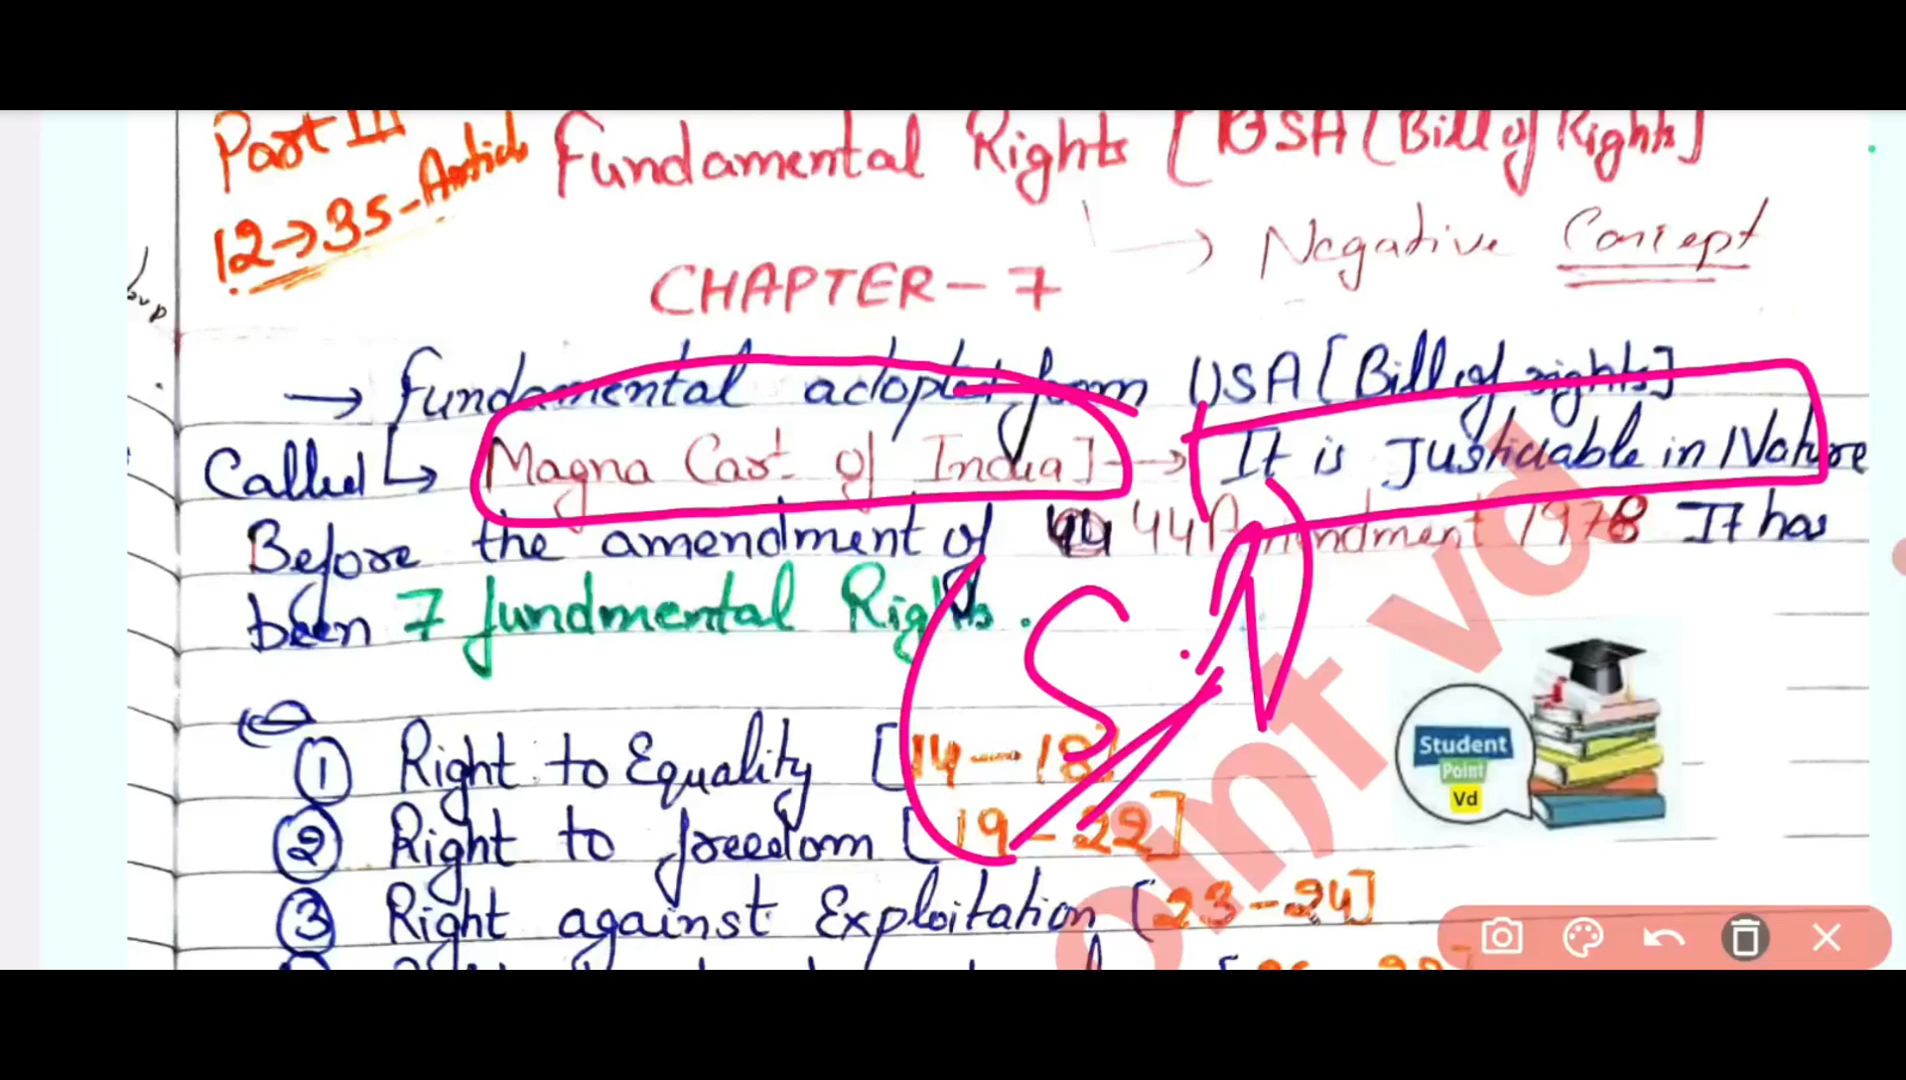 Part III
12→35-Article
Fundamental Rights [USA (Bill of Rights]
→ Negative Concept
CHAPTER-7
→ fundamental adopted from USA [Bill of rights]
Called ↳ Magna Cart of India] → It is Justiciable in Nature
Before the amendment of 44 44 Amendment 1978 It has
been 7 fundmental Rights.
S.N
① Right to Equality [14-18]
② Right to freedom [19-22]
③ Right against Exploitation [23-24]
Student
Point
Vd
oint vd